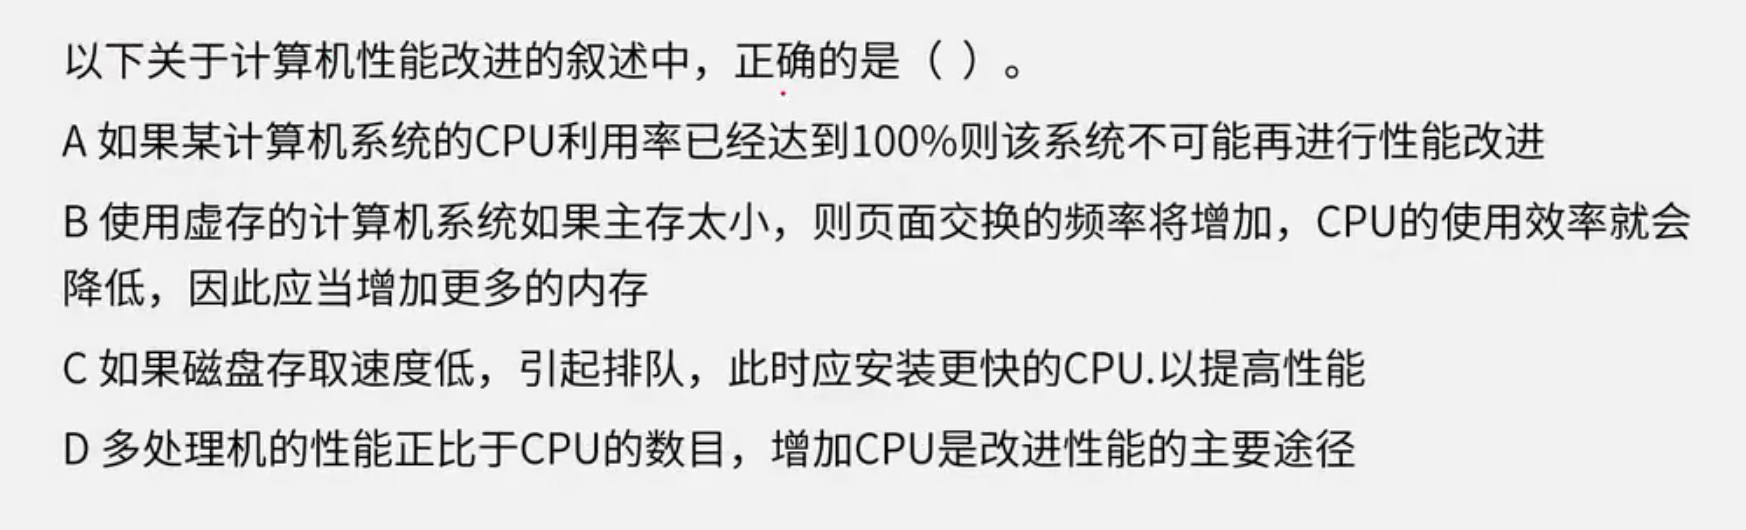 以下关于计算机性能改进的叙述中，正确的是（ ）。
A 如果某计算机系统的CPU利用率已经达到100%则该系统不可能再进行性能改进
B 使用虚存的计算机系统如果主存太小，则页面交换的频率将增加，CPU的使用效率就会
降低，因此应当增加更多的内存
C 如果磁盘存取速度低，引起排队，此时应安装更快的CPU.以提高性能
D 多处理机的性能正比于CPU的数目，增加CPU是改进性能的主要途径